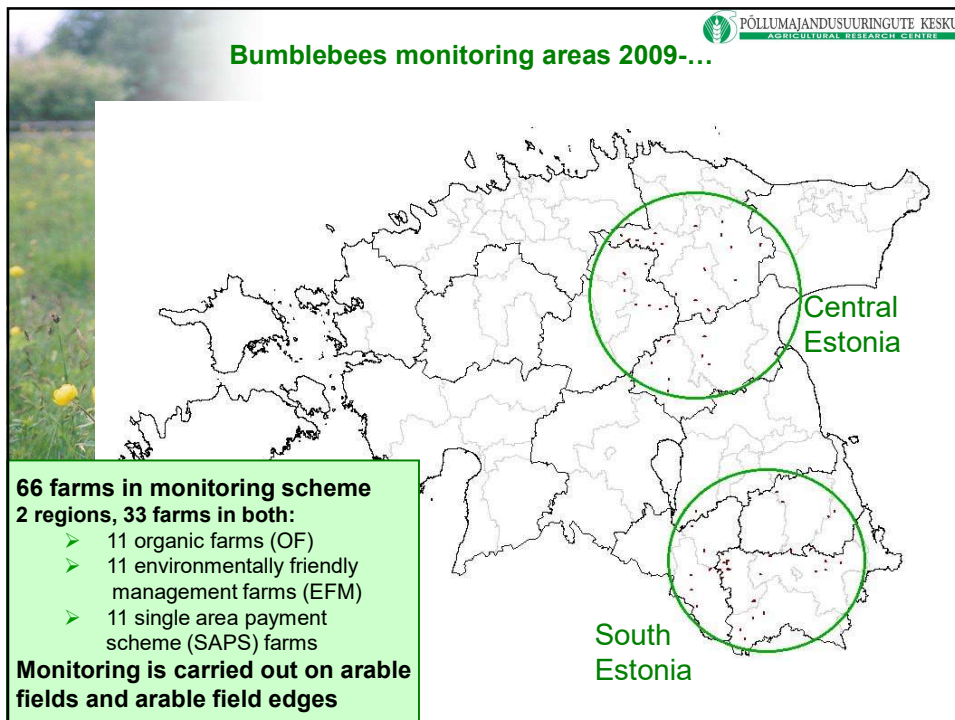 PÕLLUMAJANDUSUURINGUTE KESKU
AGRICULTURAL RESEARCH CENTRE
Bumblebees monitoring areas 2009-...
Central
Estonia
66 farms in monitoring scheme
2 regions, 33 farms in both:
➢ 11 organic farms (OF)
➢ 11 environmentally friendly
management farms (EFM)
➢ 11 single area payment
scheme (SAPS) farms
Monitoring is carried out on arable
fields and arable field edges
South
Estonia